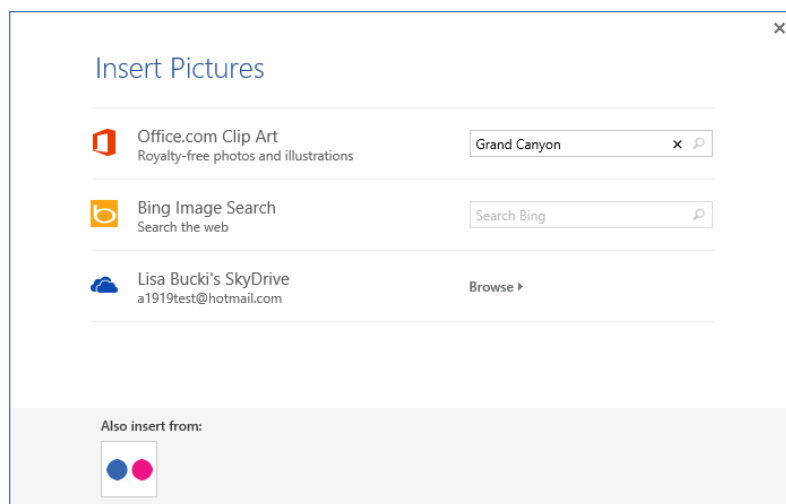 Insert Pictures
Office.com Clip Art
Royalty-free photos and illustrations
Grand Canyon
Bing Image Search
Search the web
Search Bing
Lisa Bucki's SkyDrive
a1919test@hotmail.com
Browse
Also insert from: